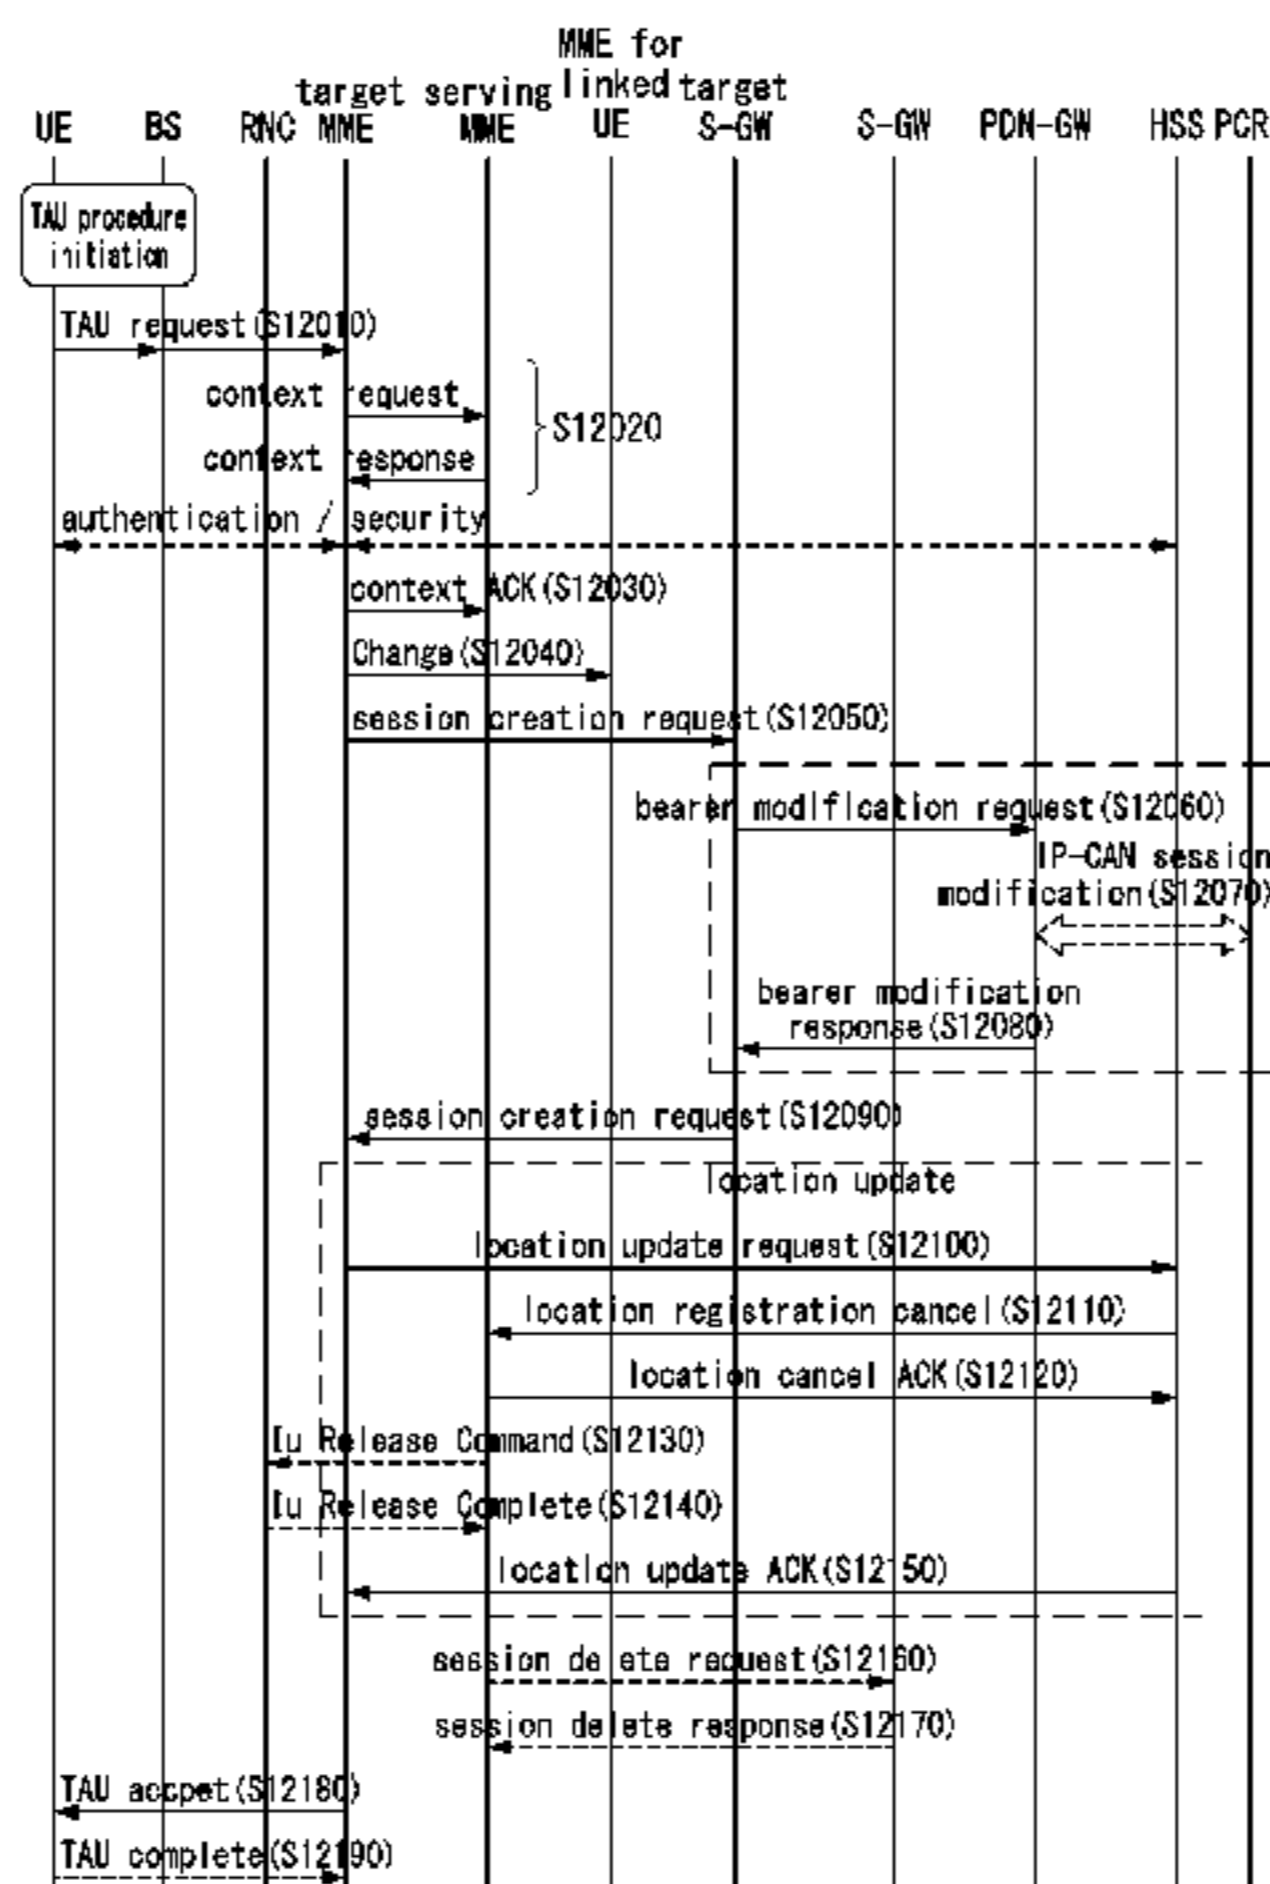 MME for
target serving linked target
UE BS RNC MME MME UE S-GW S-GW PDN-GW HSS PCR
TAU procedure
initiation
TAU request(S12010)
context request
S12020
context response
authentication / security
context ACK(S12030)
Change(S12040)
session creation request(S12050)
bearer modification request(S12060)
IP-CAN session
modification(S12070)
bearer modification
response(S12080)
session creation request(S12090)
location update
location update request(S12100)
location registration cancel(S12110)
location cancel ACK(S12120)
Iu Release Command(S12130)
Iu Release Complete(S12140)
location update ACK(S12150)
session delete request(S12160)
session delete response(S12170)
TAU accpet(S12180)
TAU complete(S12190)